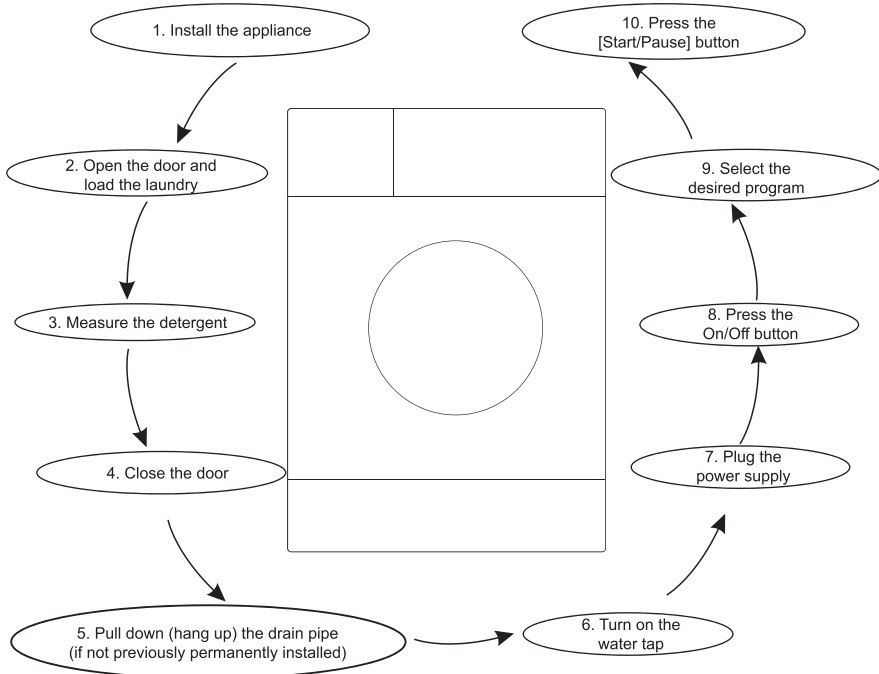 1. Install the appliance
2. Open the door and
load the laundry
3. Measure the detergent
4. Close the door
5. Pull down (hang up) the drain pipe
(if not previously permanently installed)
6. Turn on the
water tap
7. Plug the
power supply
8. Press the
On/Off button
9. Select the
desired program
10. Press the
[Start/Pause] button